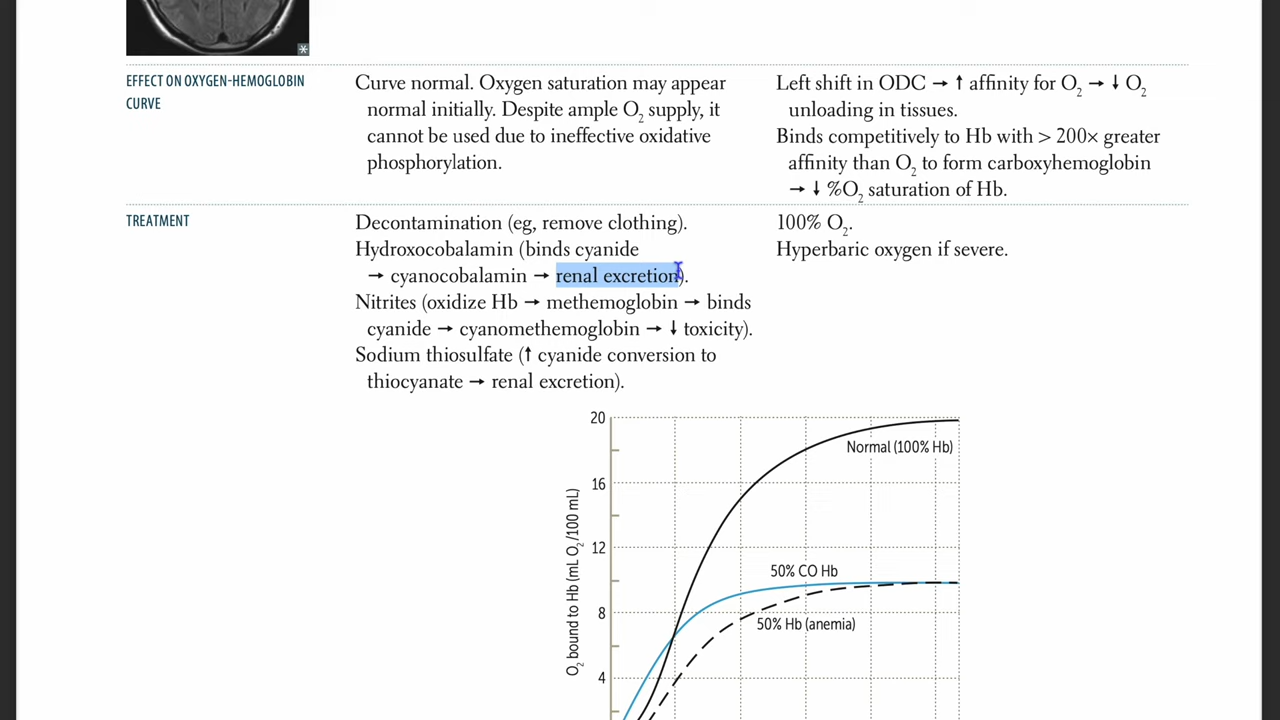 EFFECT ON OXYGEN-HEMOGLOBIN
CURVE
Curve normal. Oxygen saturation may appear
normal initially. Despite ample O₂ supply, it
cannot be used due to ineffective oxidative
phosphorylation.
Left shift in ODC → ↑ affinity for O₂ → ↓ O₂
unloading in tissues.
Binds competitively to Hb with > 200× greater
affinity than O₂ to form carboxyhemoglobin
→ ↓ %O₂ saturation of Hb.
TREATMENT
Decontamination (eg, remove clothing).
Hydroxocobalamin (binds cyanide
→ cyanocobalamin → renal excretion).
Nitrites (oxidize Hb → methemoglobin → binds
cyanide → cyanomethemoglobin → ↓ toxicity).
Sodium thiosulfate (↑ cyanide conversion to
thiocyanate → renal excretion).
100% O₂.
Hyperbaric oxygen if severe.
O₂ bound to Hb (mL O₂/100 mL)
20
16
12
8
4
Normal (100% Hb)
50% CO Hb
50% Hb (anemia)